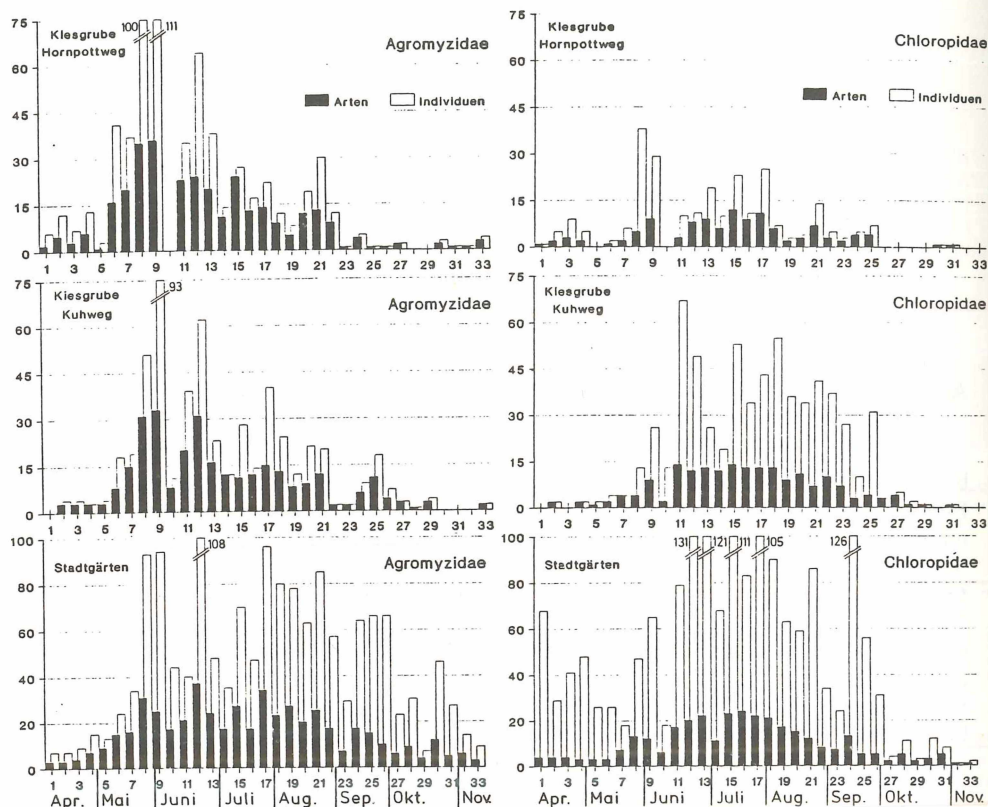 75
60
45
30
15
0
Kiesgrube
Hornpottweg
100
111
Agromyzidae
Arten
Individuen
1 3 5 7 9 11 13 15 17 19 21 23 25 27 29 31 33
75
60
45
30
15
0
Kiesgrube
Hornpottweg
Chloropidae
Arten
Individuen
1 3 5 7 9 11 13 15 17 19 21 23 25 27 29 31 33
75
60
45
30
15
0
Kiesgrube
Kuhweg
93
Agromyzidae
1 3 5 7 9 11 13 15 17 19 21 23 25 27 29 31 33
75
60
45
30
15
0
Kiesgrube
Kuhweg
Chloropidae
1 3 5 7 9 11 13 15 17 19 21 23 25 27 29 31 33
100
80
60
40
20
0
Stadtgärten
108
Agromyzidae
1 3 5 7 9 11 13 15 17 19 21 23 25 27 29 31 33
Apr. Mai Juni Juli Aug. Sep. Okt. Nov.
100
80
60
40
20
0
Stadtgärten
131 121 111 105 126
Chloropidae
1 3 5 7 9 11 13 15 17 19 21 23 25 27 29 31 33
Apr. Mai Juni Juli Aug. Sep. Okt. Nov.